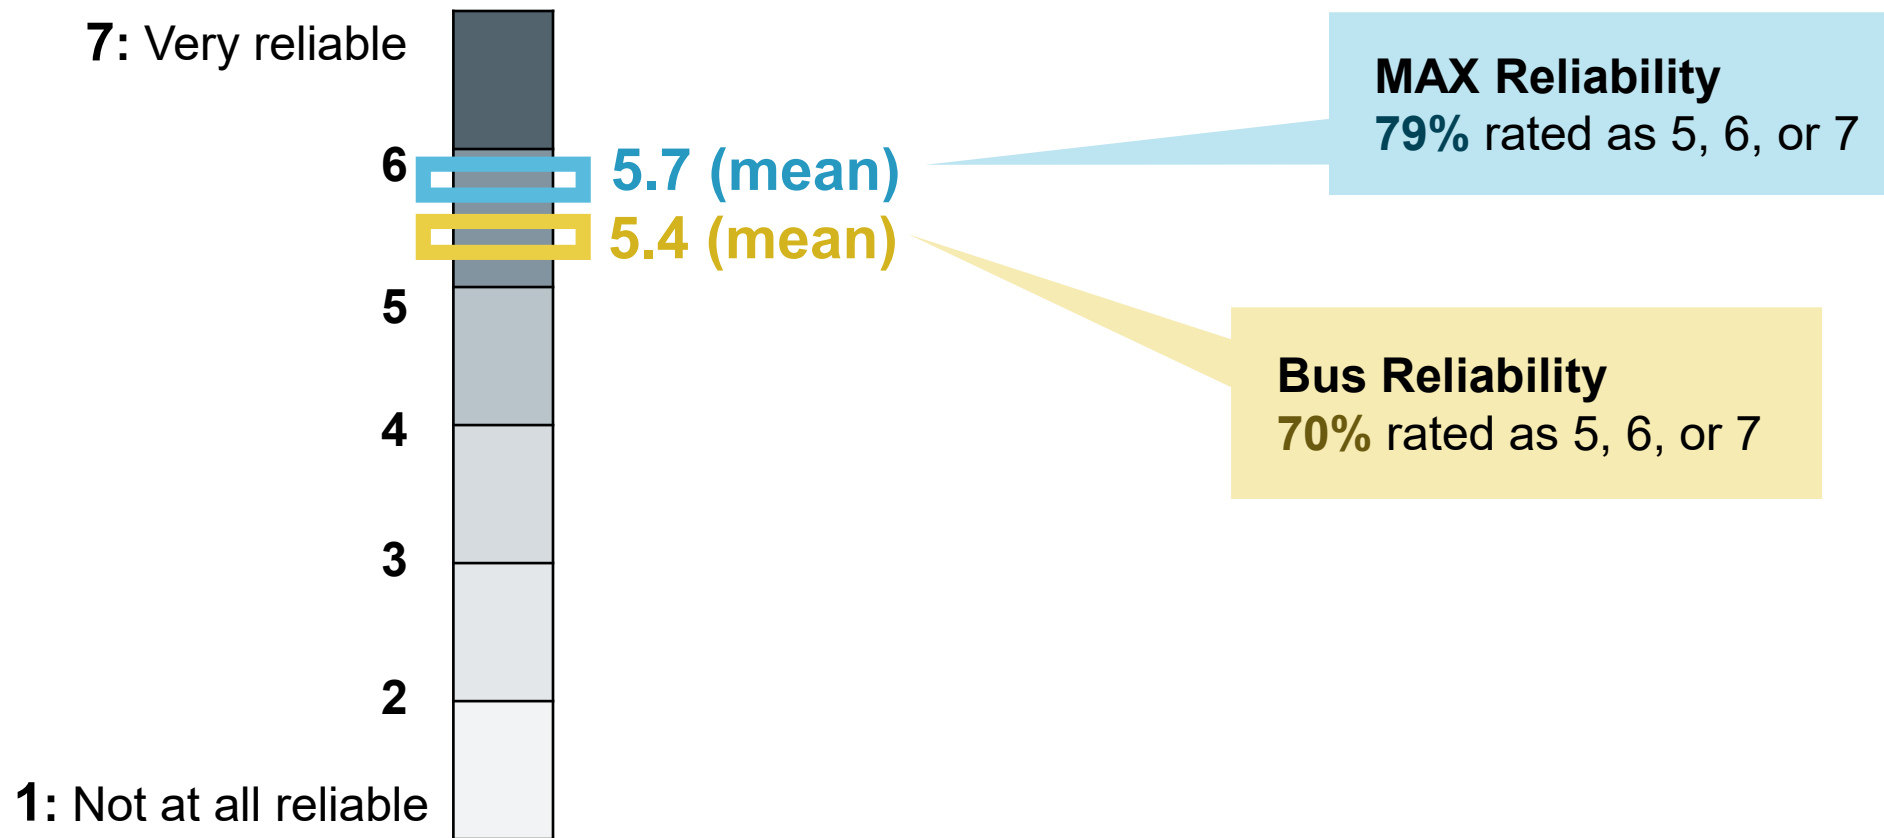 7: Very reliable
6
5
4
3
2
1: Not at all reliable
5.7 (mean)
5.4 (mean)
MAX Reliability
79% rated as 5, 6, or 7
Bus Reliability
70% rated as 5, 6, or 7